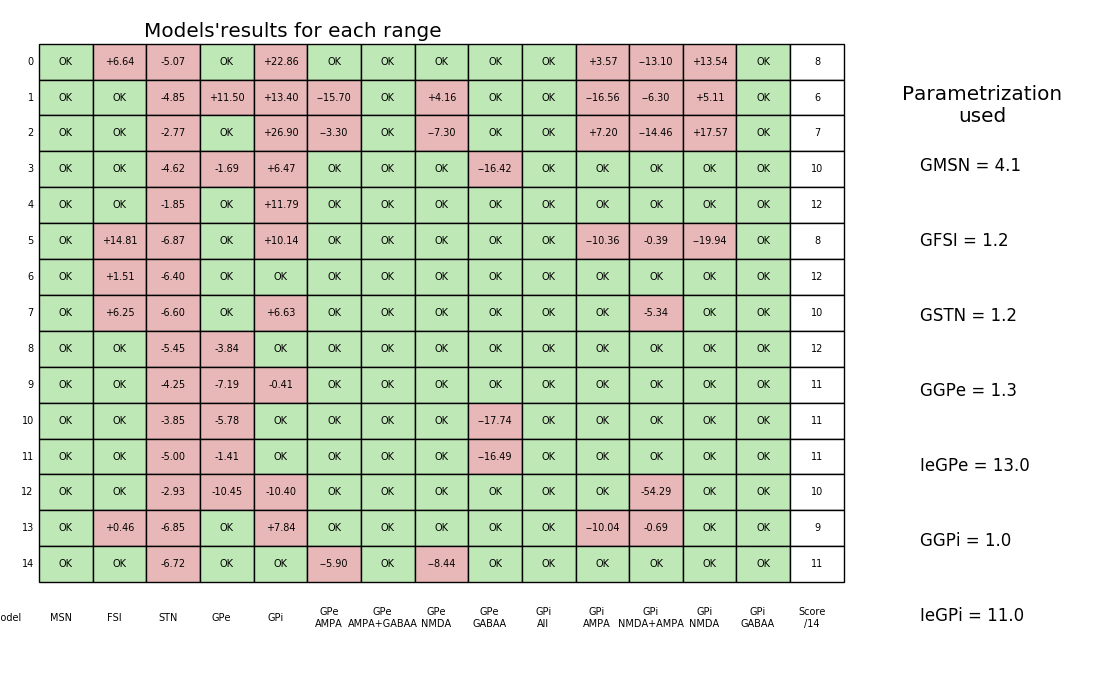 Models'results for each range
0 OK +6.64 -5.07 OK +22.86 OK OK OK OK OK +3.57 −13.10 +13.54 OK 8
1 OK OK -4.85 +11.50 +13.40 −15.70 OK +4.16 OK OK −16.56 −6.30 +5.11 OK 6
2 OK OK -2.77 OK +26.90 −3.30 OK −7.30 OK OK +7.20 −14.46 +17.57 OK 7
3 OK OK -4.62 -1.69 +6.47 OK OK OK −16.42 OK OK OK OK OK 10
4 OK OK -1.85 OK +11.79 OK OK OK OK OK OK OK OK OK 12
5 OK +14.81 -6.87 OK +10.14 OK OK OK OK OK −10.36 -0.39 −19.94 OK 8
6 OK +1.51 -6.40 OK OK OK OK OK OK OK OK OK OK OK 12
7 OK +6.25 -6.60 OK +6.63 OK OK OK OK OK OK -5.34 OK OK 10
8 OK OK -5.45 -3.84 OK OK OK OK OK OK OK OK OK OK 12
9 OK OK -4.25 -7.19 -0.41 OK OK OK OK OK OK OK OK OK 11
10 OK OK -3.85 -5.78 OK OK OK OK −17.74 OK OK OK OK OK 11
11 OK OK -5.00 -1.41 OK OK OK OK −16.49 OK OK OK OK OK 11
12 OK OK -2.93 -10.45 -10.40 OK OK OK OK OK OK -54.29 OK OK 10
13 OK +0.46 -6.85 OK +7.84 OK OK OK OK OK −10.04 -0.69 OK OK 9
14 OK OK -6.72 OK OK −5.90 OK −8.44 OK OK OK OK OK OK 11
odel MSN FSI STN GPe GPi GPe AMPA GPe AMPA+GABAA GPe NMDA GPe GABAA GPi All GPi AMPA GPi NMDA+AMPA GPi NMDA GPi GABAA Score /14
Parametrization
used
GMSN = 4.1
GFSI = 1.2
GSTN = 1.2
GGPe = 1.3
IeGPe = 13.0
GGPi = 1.0
IeGPi = 11.0